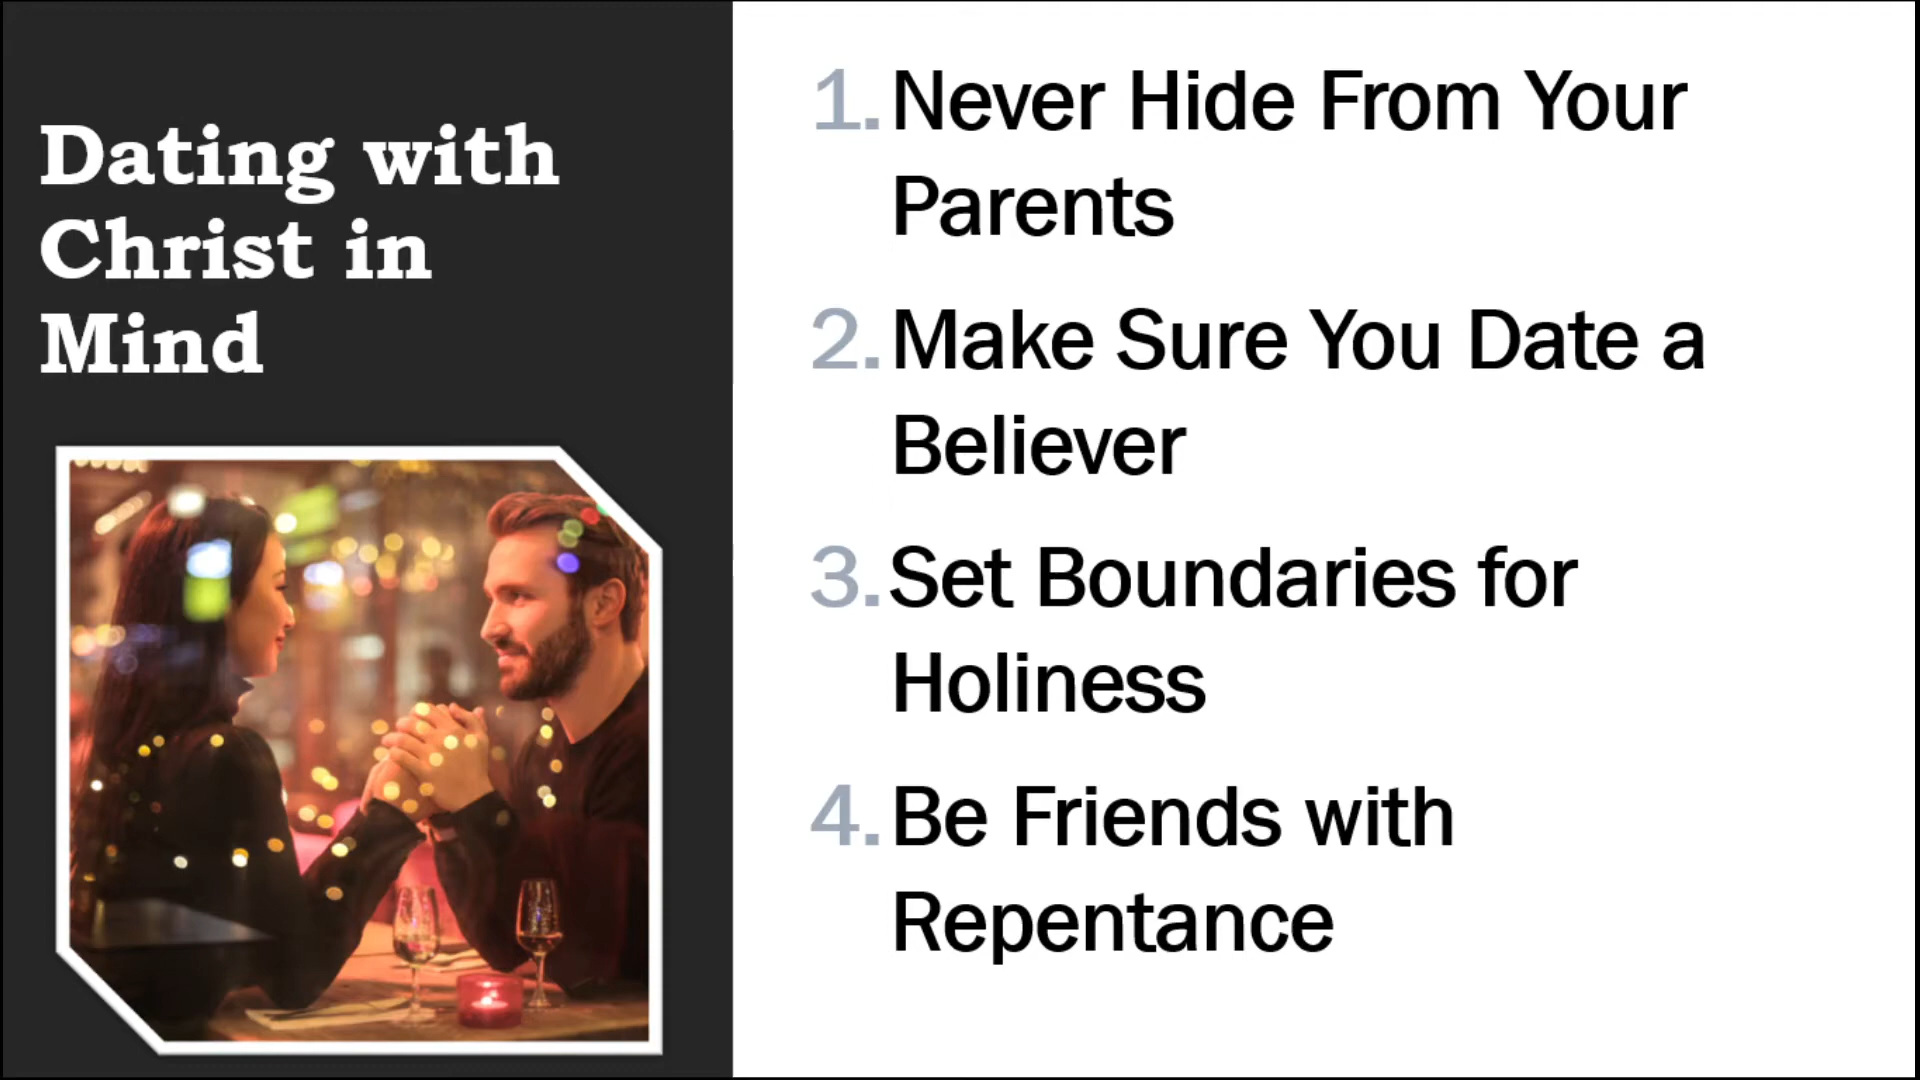 Dating with
Christ in
Mind
1. Never Hide From Your
Parents
2. Make Sure You Date a
Believer
3. Set Boundaries for
Holiness
4. Be Friends with
Repentance